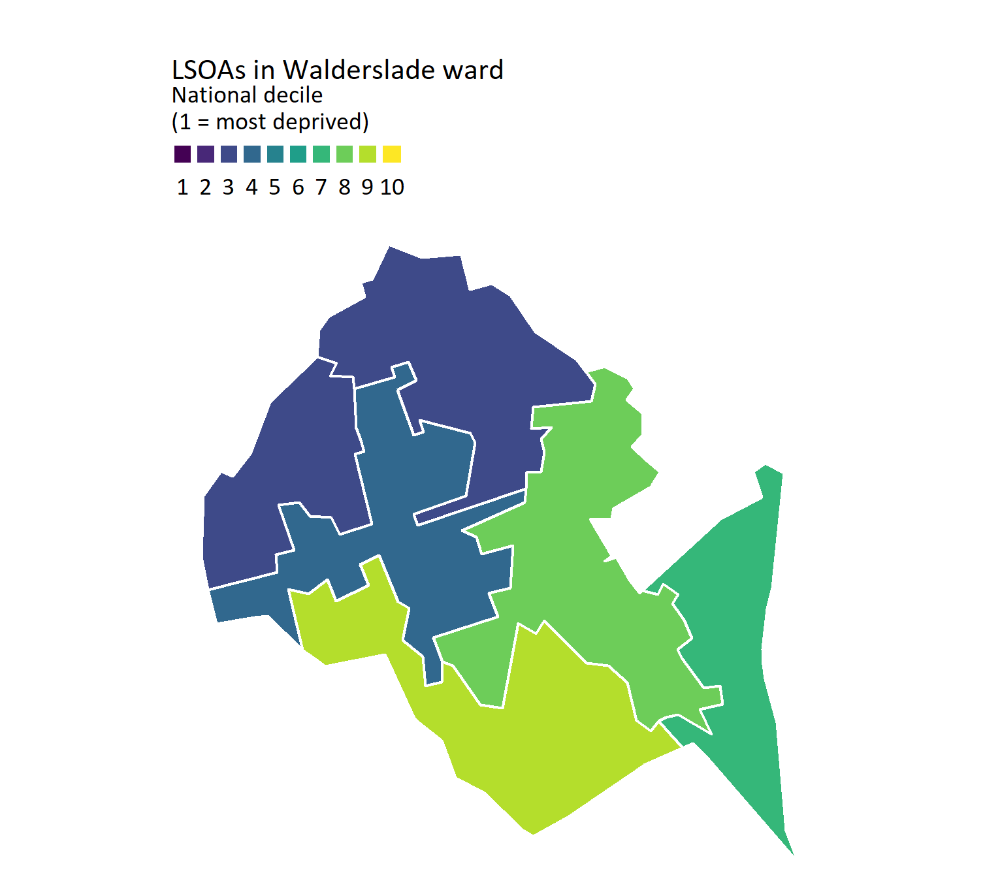 LSOAs in Walderslade ward
National decile
(1 = most deprived)
1 2 3 4 5 6 7 8 9 10